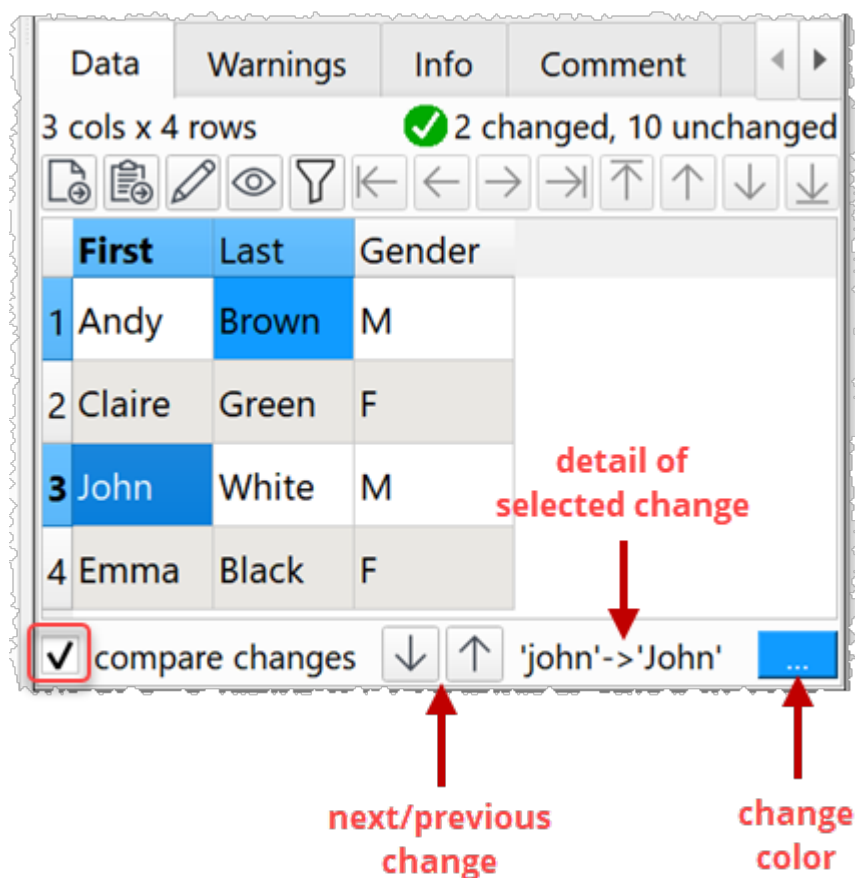 Data Warnings Info Comment
3 cols x 4 rows 2 changed, 10 unchanged
First Last Gender
1 Andy Brown M
2 Claire Green F
3 John White M
4 Emma Black F
detail of
selected change
compare changes 'john'->'John' ...
next/previous
change
change
color